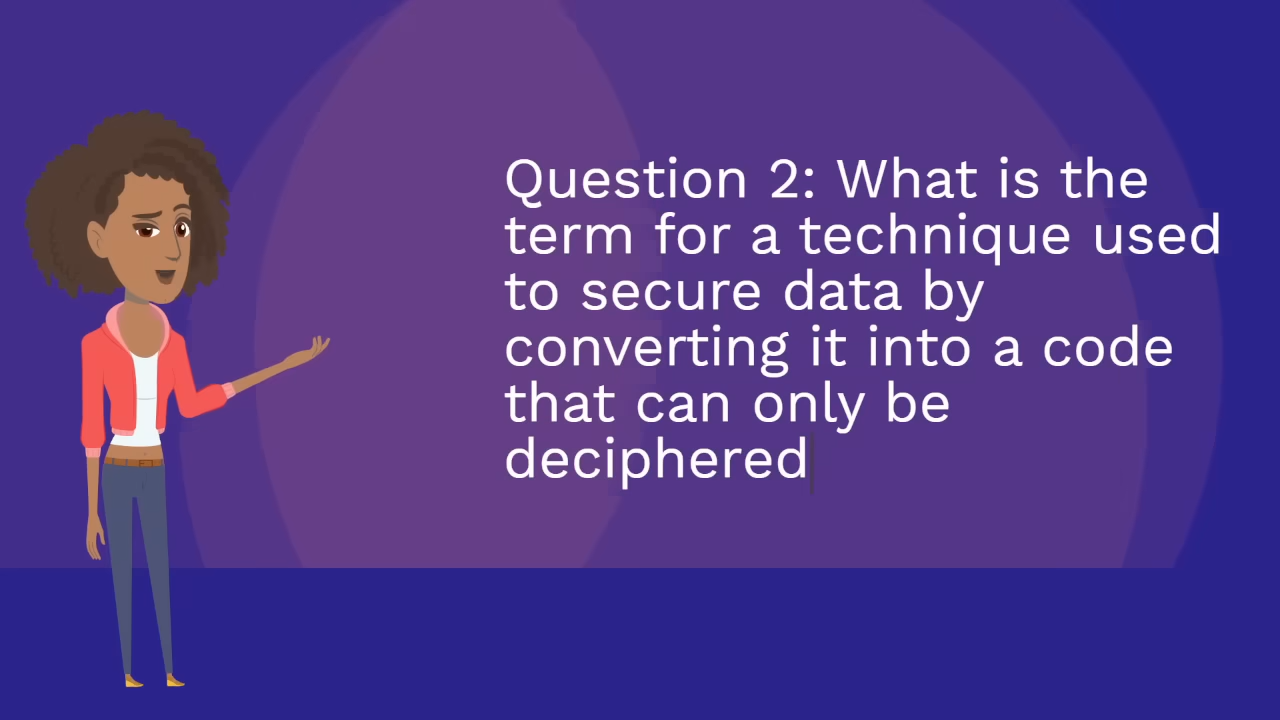 Question 2: What is the
term for a technique used
to secure data by
converting it into a code
that can only be
deciphered